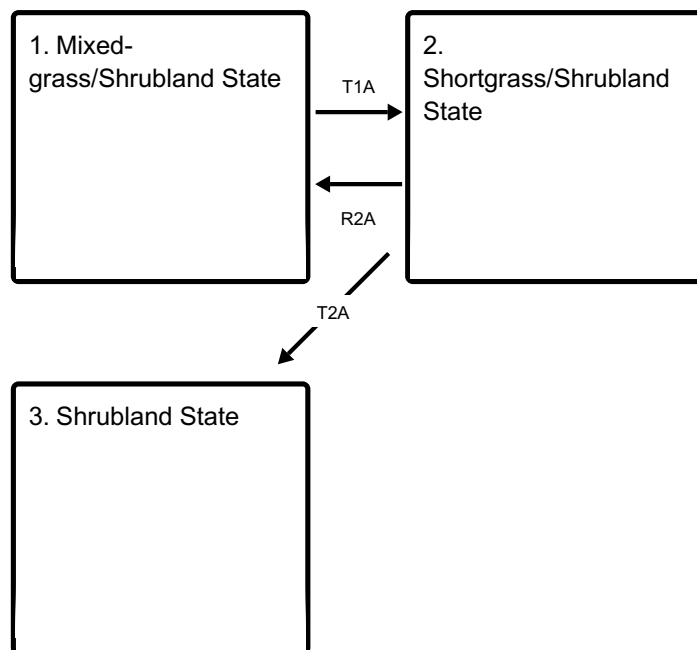 1. Mixed-
grass/Shrubland State
T1A
2.
Shortgrass/Shrubland
State
R2A
T2A
3. Shrubland State